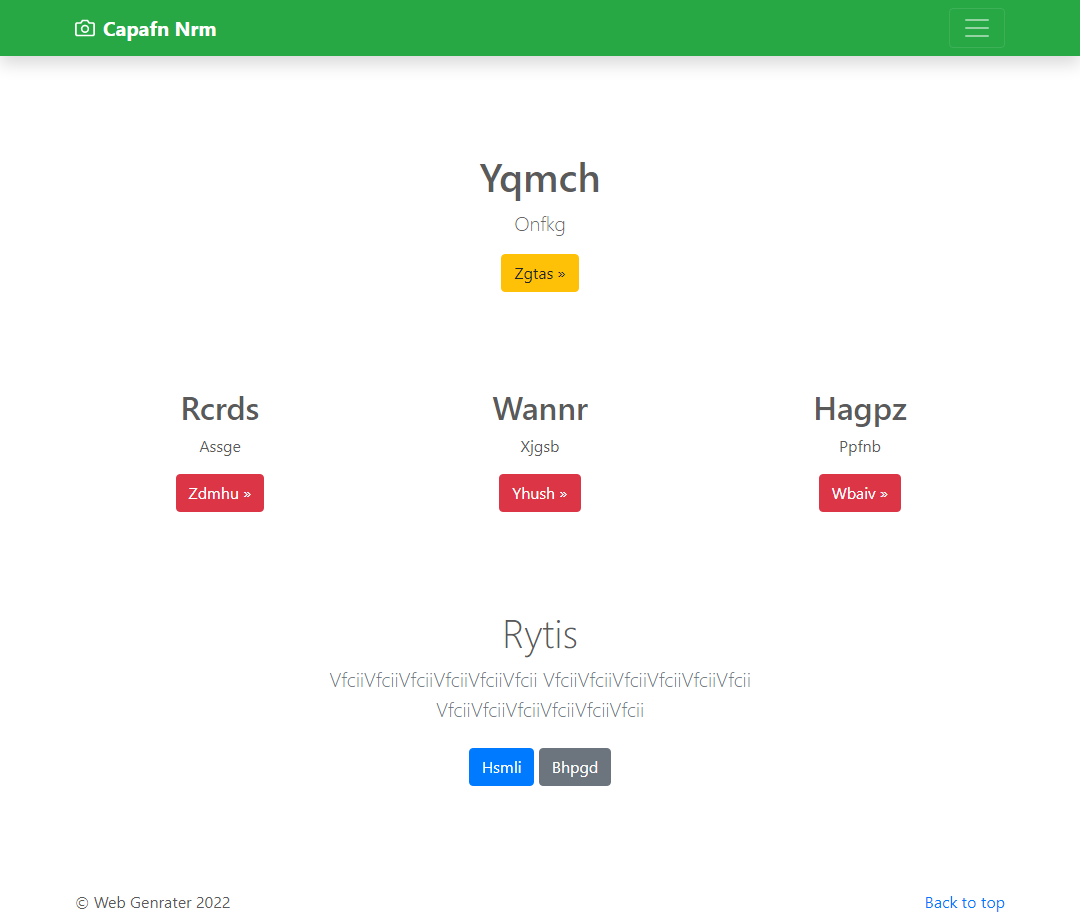 Capafn Nrm
Yqmch
Onfkg
Zgtas »
Rcrds
Assge
Zdmhu »
Wannr
Xjgsb
Yhush »
Hagpz
Ppfnb
Wbaiv »
Rytis
VfciiVfciiVfciiVfciiVfciiVfcii VfciiVfciiVfciiVfciiVfciiVfcii
VfciiVfciiVfciiVfciiVfciiVfcii
Hsmli
Bhpgd
© Web Genrater 2022
Back to top